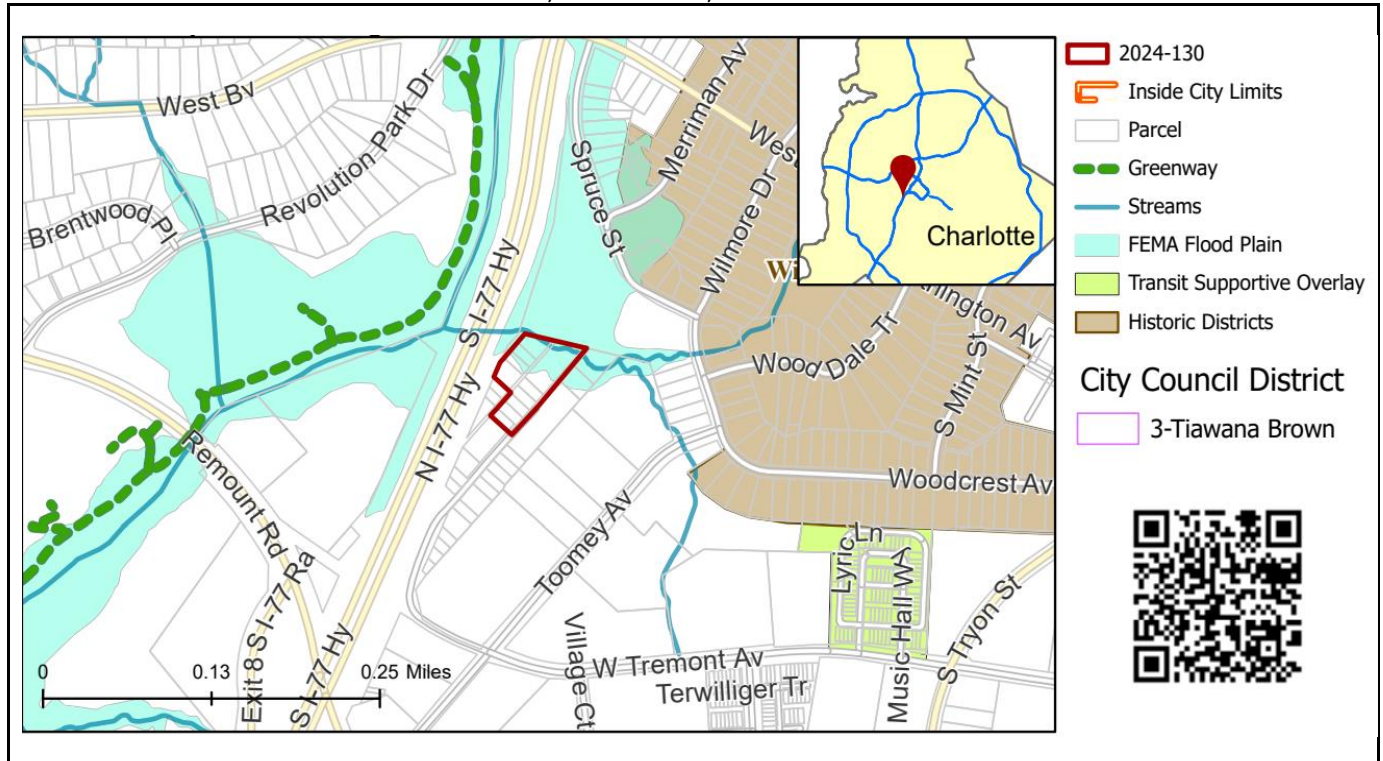 West Bv
Revolution Park Dr
Brentwood Pl
S I-77 Hy
N I-77 Hy
Spruce St
Merriman Av
Wilmore Dr
Wood Dale Tr
S Mint St
Woodcrest Av
Remount Rd
Exit 8 S I-77 Ra
S I-77 Hy
Toomey Av
Village Ct
W Tremont Av
Terwilliger Tr
Lyric Ln
Music Hall WA
S Tryon St
0 0.13 0.25 Miles
Charlotte
2024-130
Inside City Limits
Parcel
Greenway
Streams
FEMA Flood Plain
Transit Supportive Overlay
Historic Districts
City Council District
3-Tiawana Brown